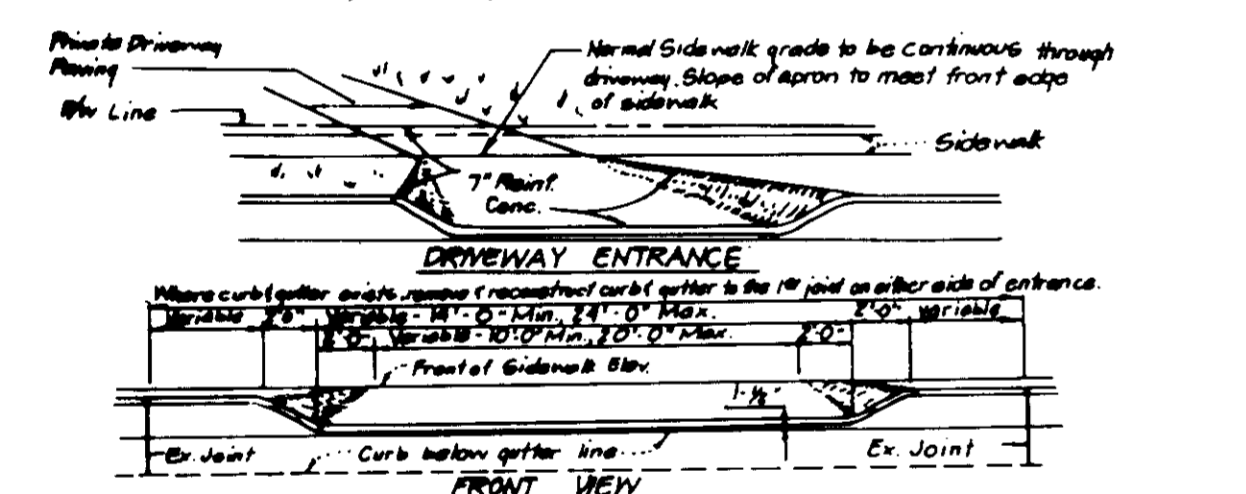 Private Driveway
Paving
R/W Line
Normal Sidewalk grade to be continuous through
driveway. Slope of apron to meet front edge
of sidewalk
Sidewalk
7" Reinf.
Conc.
DRIVEWAY ENTRANCE
Where curb & gutter exists, remove & reconstruct curb & gutter to the 1st joint on either side of entrance.
Variable 2'-0" Variable - 14'-0" Min., 24'-0" Max. 2'-0" variable
2'-0" Variable - 10'-0" Min., 20'-0" Max. 2'-0"
Front of Sidewalk Elev.
Ex. Joint Curb below gutter line Ex. Joint
FRONT VIEW